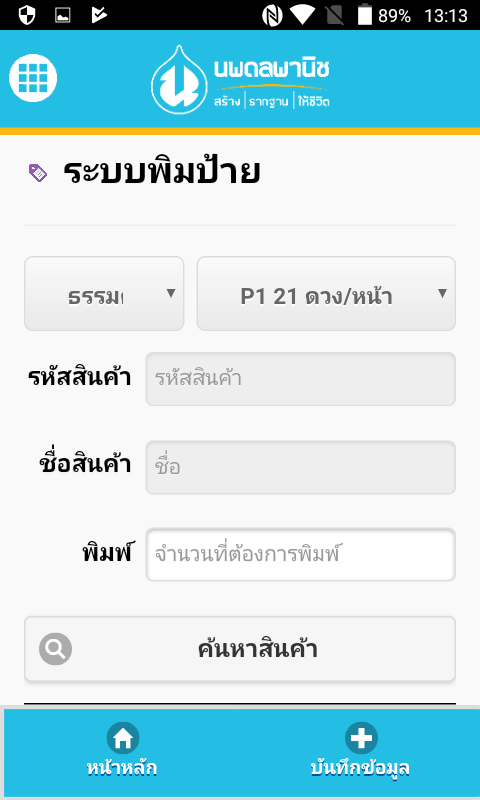 89% 13:13
นพดลพานิช
สร้าง | รากฐาน | ให้ชีวิต
ระบบพิมป้าย
P1 21 ดวง/หน้า
รหัสสินค้า รหัสสินค้า
ชื่อสินค้า ชื่อ
พิมพ์ จำนวนที่ต้องการพิมพ์
ค้นหาสินค้า
หน้าหลัก บันทึกข้อมูล